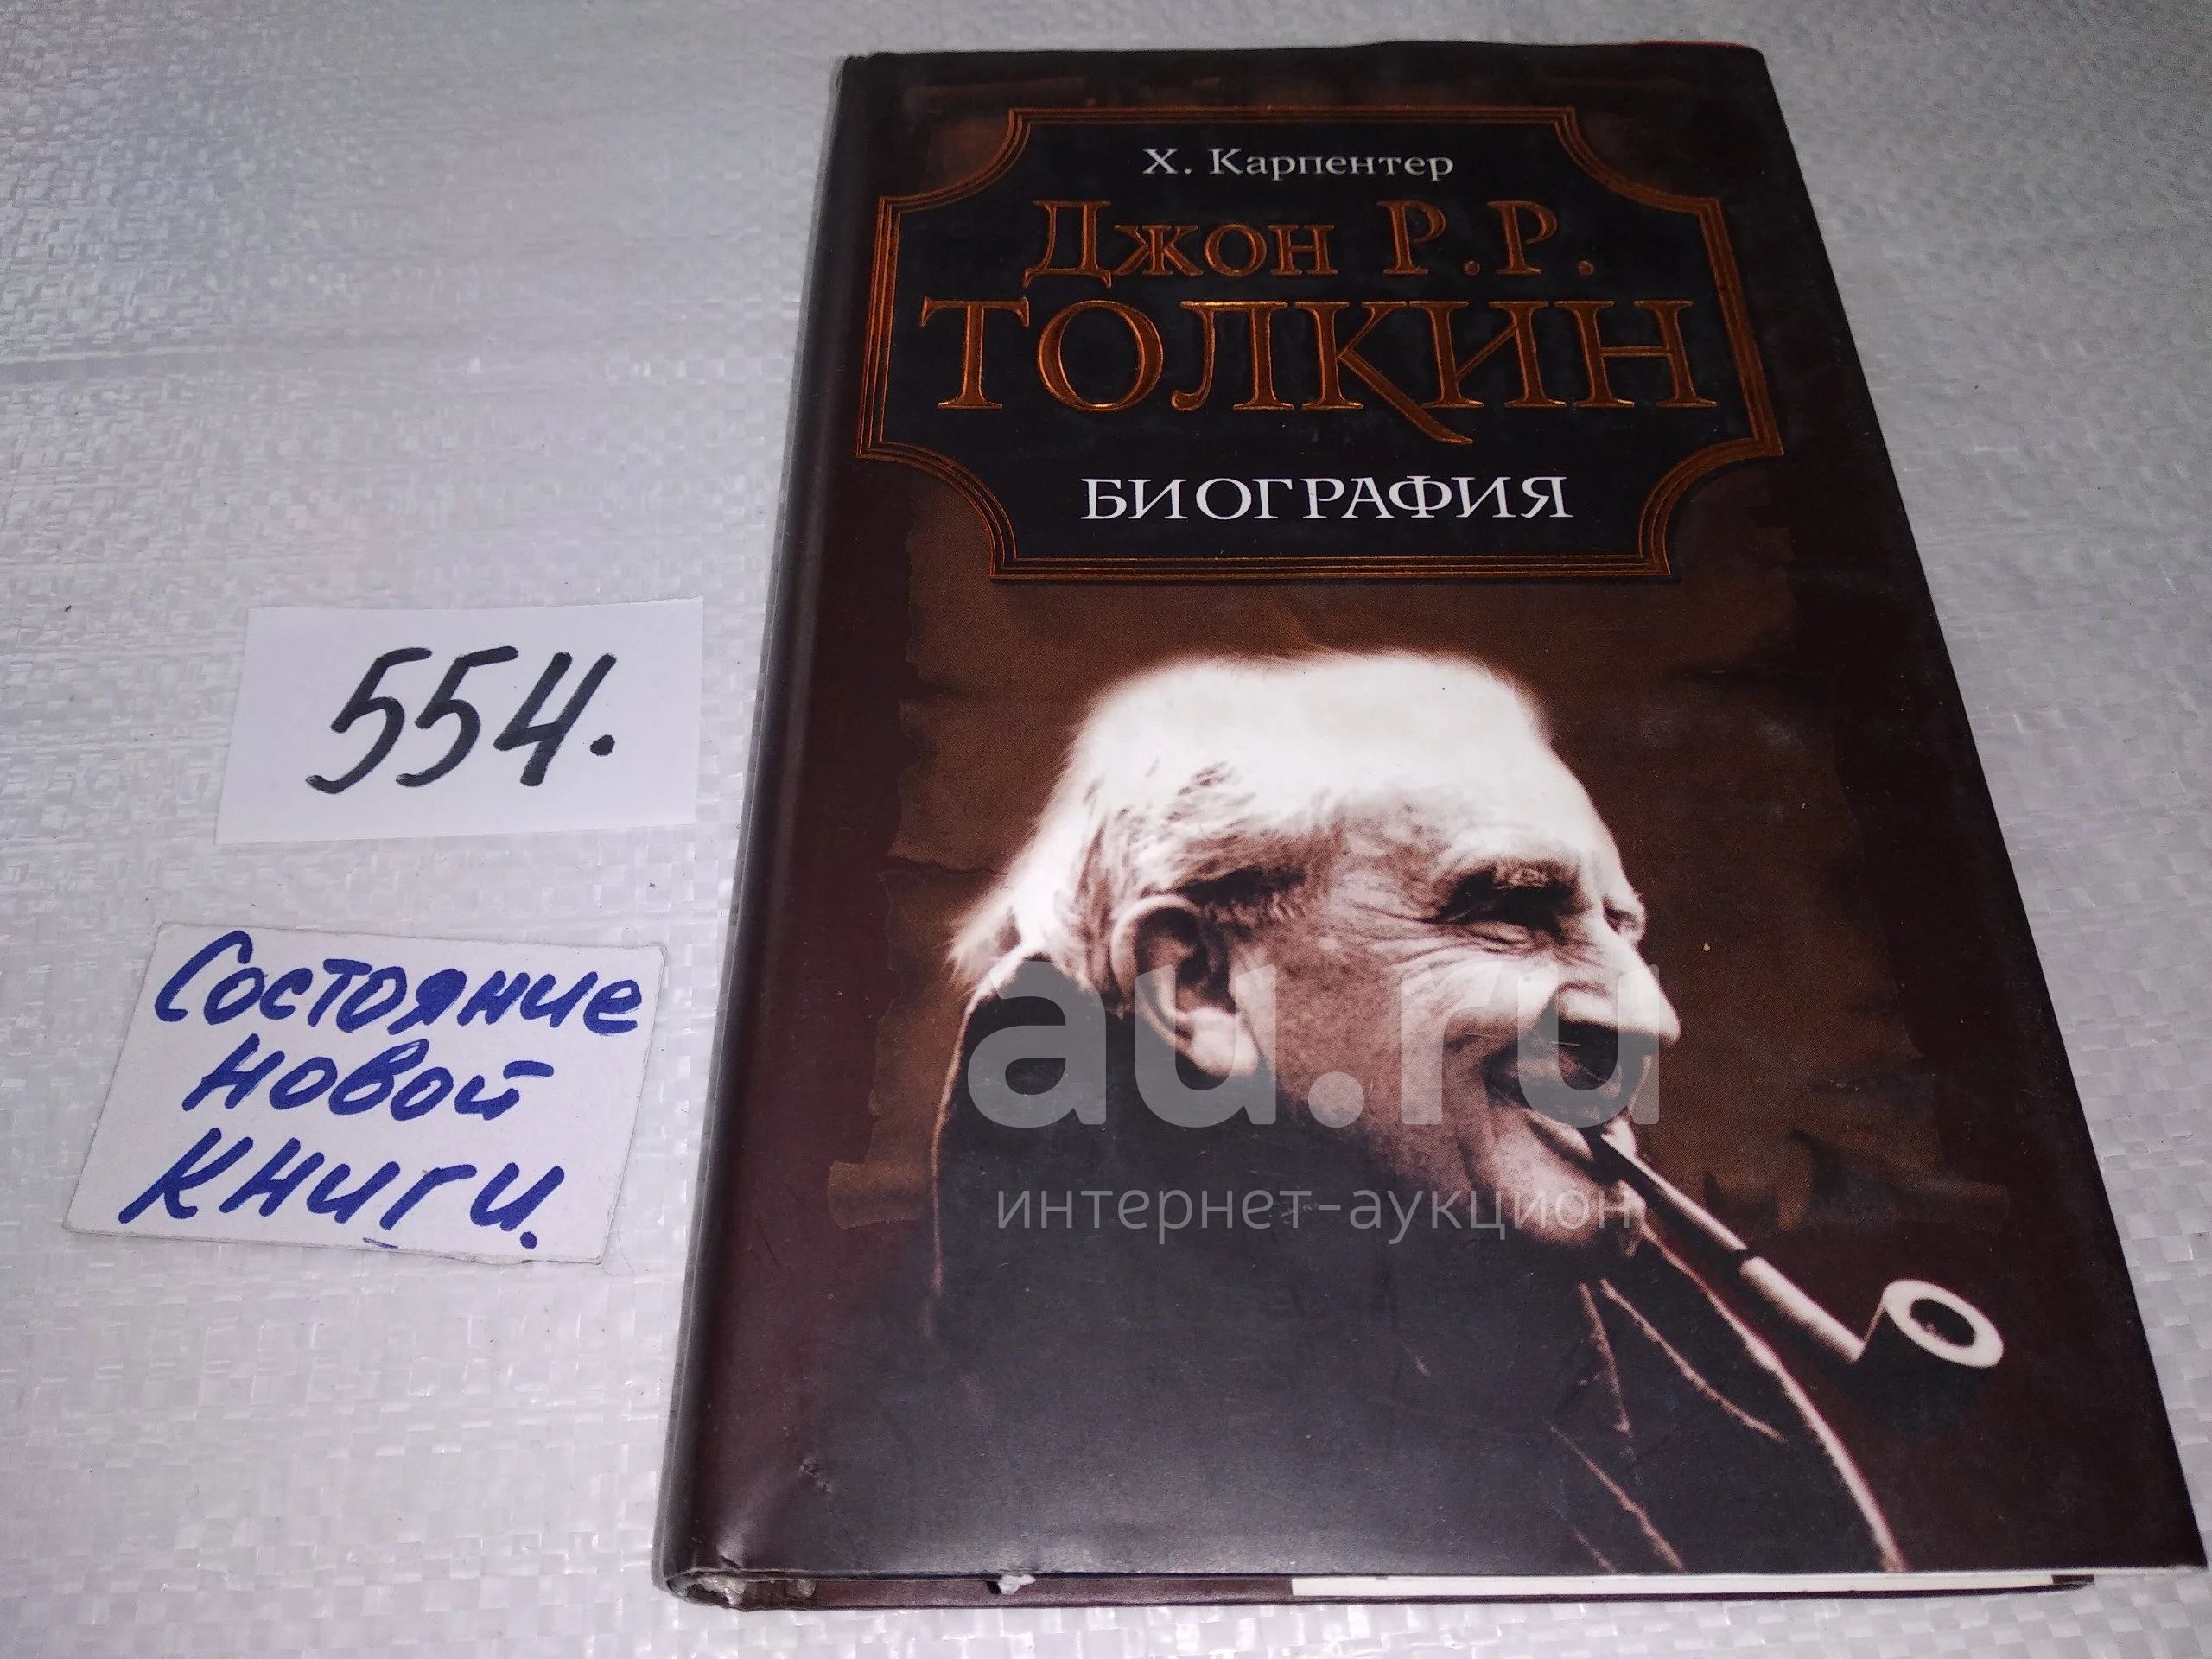 Х. Карпентер
Джон Р.Р.
ТОЛКИН
БИОГРАФИЯ
554.
Состояние
новой
книги.
au.ru
интернет-аукцион